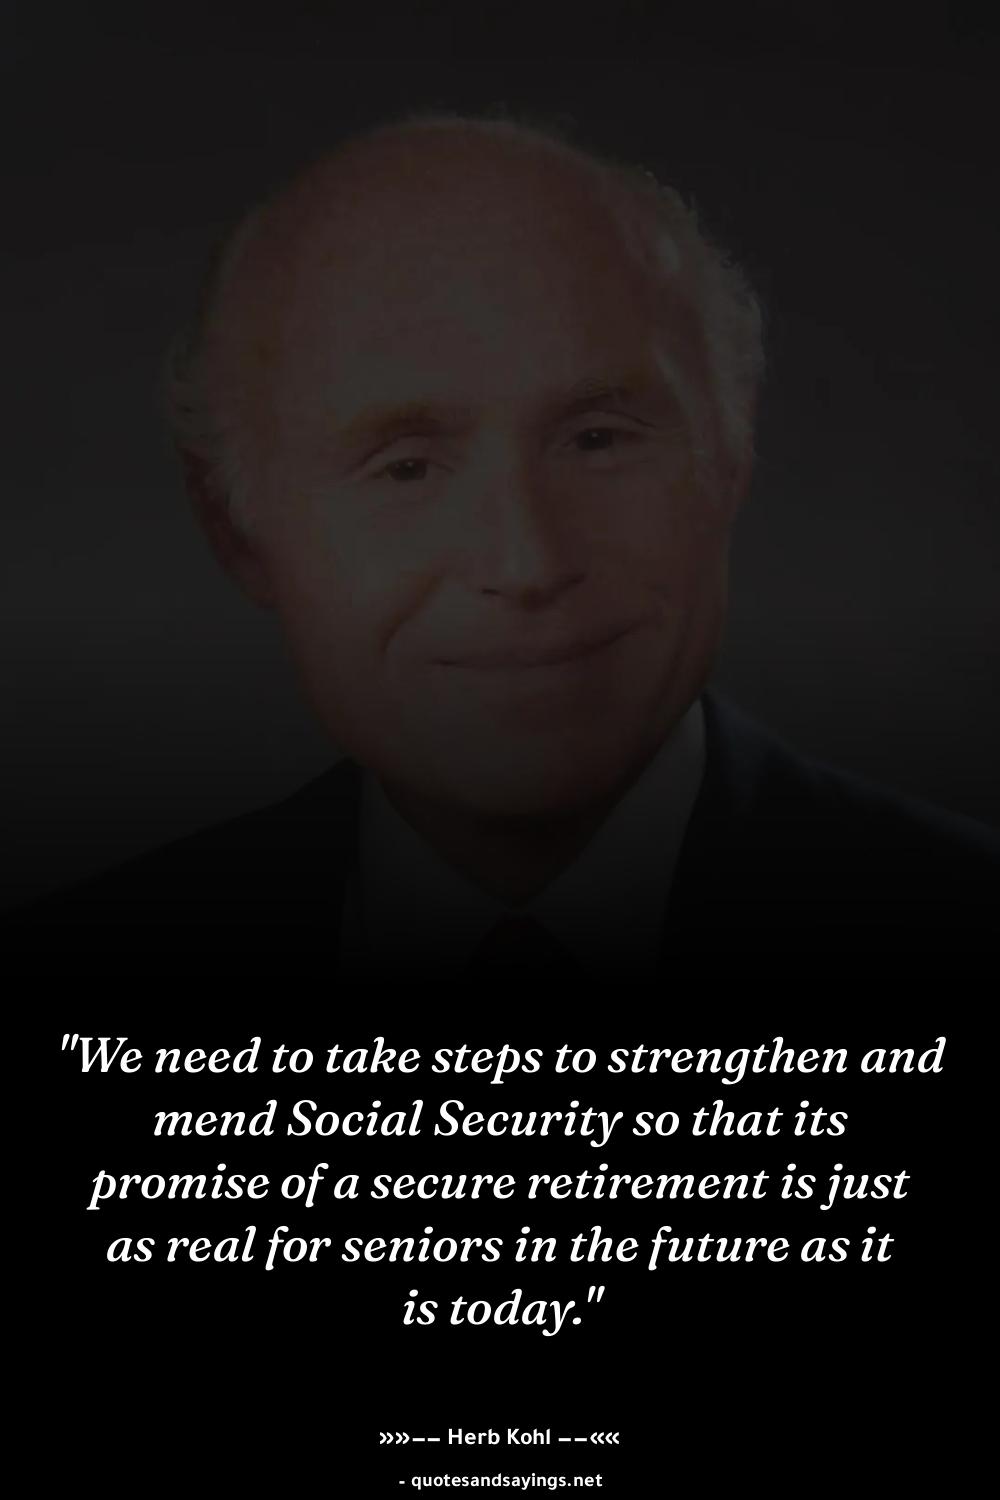 "We need to take steps to strengthen and
mend Social Security so that its
promise of a secure retirement is just
as real for seniors in the future as it
is today."
»»−− Herb Kohl −−««
- quotesandsayings.net